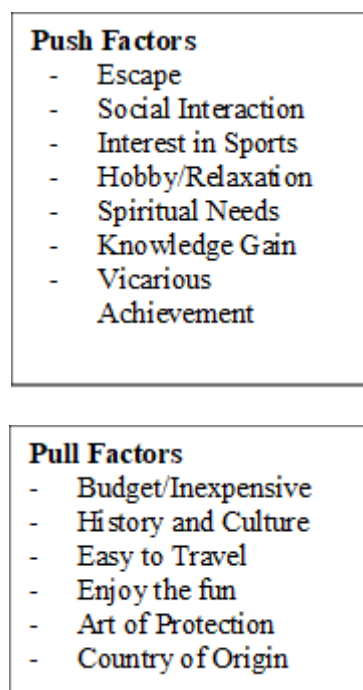 Push Factors
- Escape
- Social Interaction
- Interest in Sports
- Hobby/Relaxation
- Spiritual Needs
- Knowledge Gain
- Vicarious
Achievement
Pull Factors
- Budget/Inexpensive
- History and Culture
- Easy to Travel
- Enjoy the fun
- Art of Protection
- Country of Origin